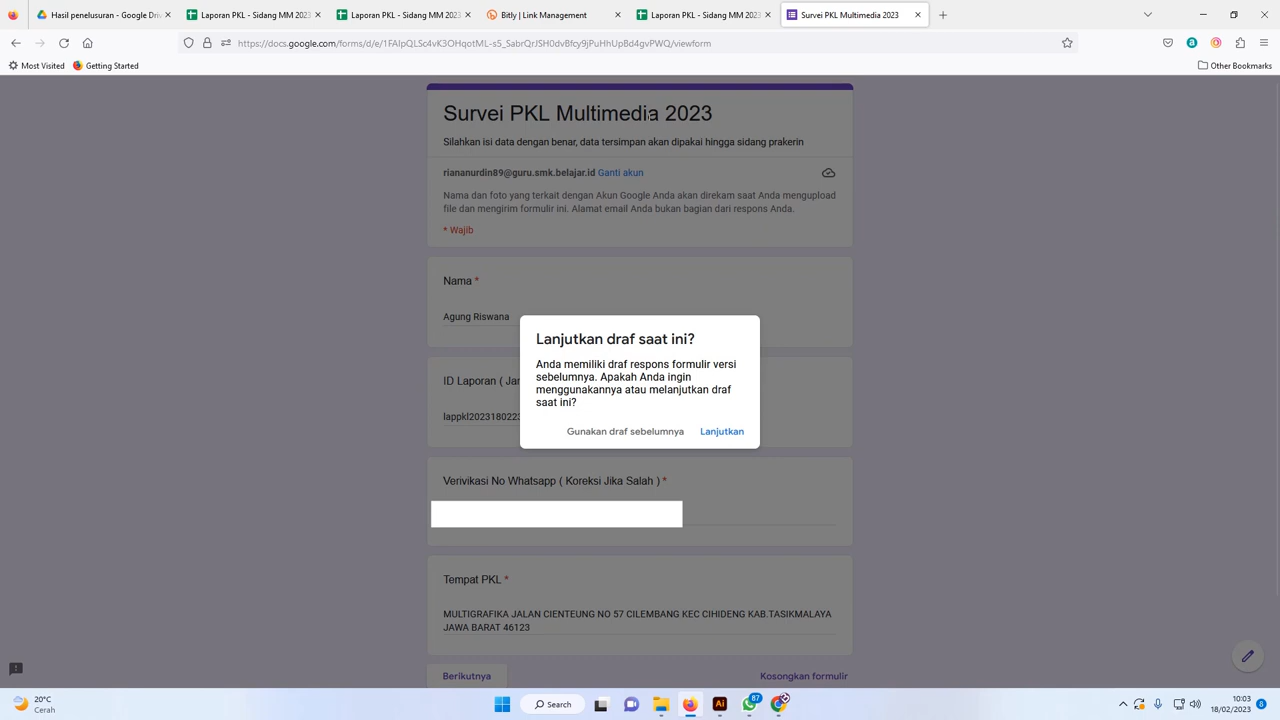 Hasil penelusuran - Google Driv
Laporan PKL - Sidang MM 2023
Laporan PKL - Sidang MM 2023
Bitly | Link Management
Laporan PKL - Sidang MM 2023
Survei PKL Multimedia 2023
https://docs.google.com/forms/d/e/1FAIpQLSc4vK3OHqotML-s5_SabrQrJSH0dvBfcy9jPuHhUpBd4gvPWQ/viewform
Most Visited
Getting Started
Other Bookmarks
Survei PKL Multimedia 2023
Silahkan isi data dengan benar, data tersimpan akan dipakai hingga sidang prakerin
riananurdin89@guru.smk.belajar.id Ganti akun
Nama dan foto yang terkait dengan Akun Google Anda akan direkam saat Anda mengupload
file dan mengirim formulir ini. Alamat email Anda bukan bagian dari respons Anda.
* Wajib
Nama *
Agung Riswana
Lanjutkan draf saat ini?
Anda memiliki draf respons formulir versi
sebelumnya. Apakah Anda ingin
menggunakannya atau melanjutkan draf
saat ini?
Gunakan draf sebelumnya
Lanjutkan
ID Laporan ( Jan
lappkl2023180223
Verivikasi No Whatsapp ( Koreksi Jika Salah ) *
Tempat PKL *
MULTIGRAFIKA JALAN CIENTEUNG NO 57 CILEMBANG KEC CIHIDENG KAB.TASIKMALAYA
JAWA BARAT 46123
Berikutnya
Kosongkan formulir
20°C
Cerah
Search
Ai
87
10:03
18/02/2023
8